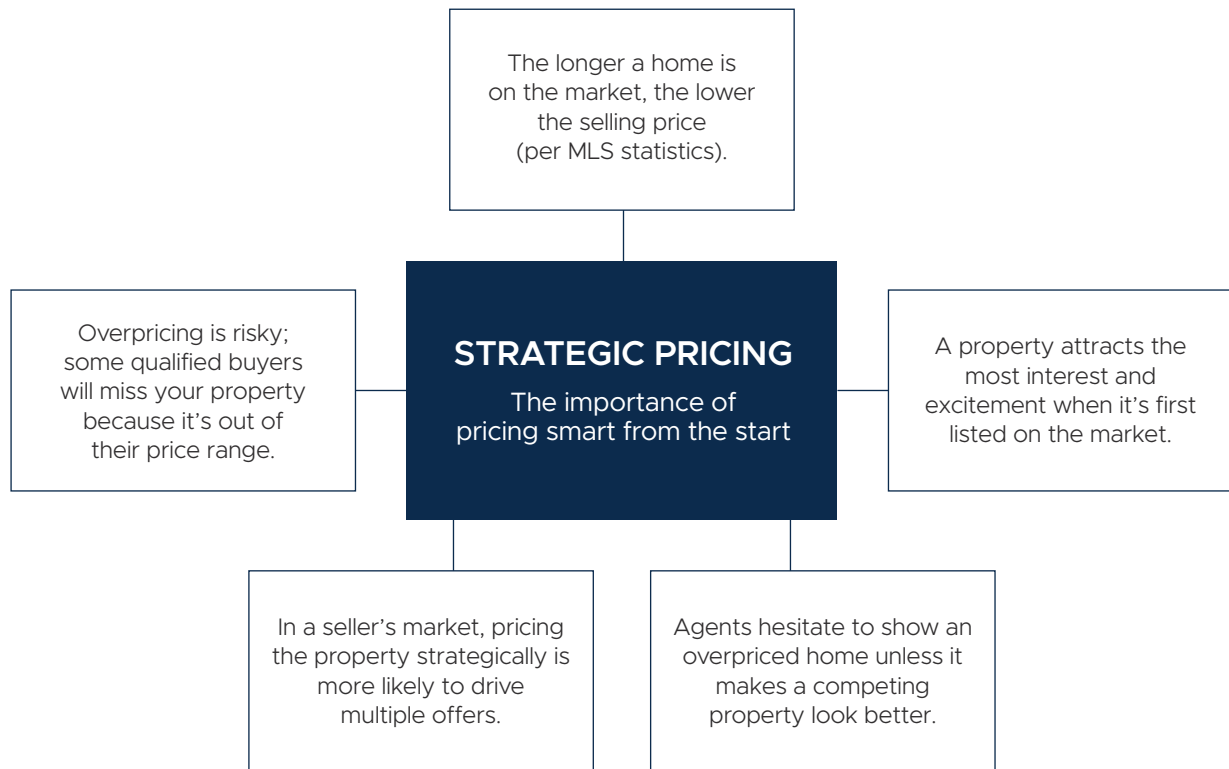 The longer a home is
on the market, the lower
the selling price
(per MLS statistics).
Overpricing is risky;
some qualified buyers
will miss your property
because it’s out of
their price range.
STRATEGIC PRICING
The importance of
pricing smart from the start
A property attracts the
most interest and
excitement when it’s first
listed on the market.
In a seller’s market, pricing
the property strategically is
more likely to drive
multiple offers.
Agents hesitate to show an
overpriced home unless it
makes a competing
property look better.